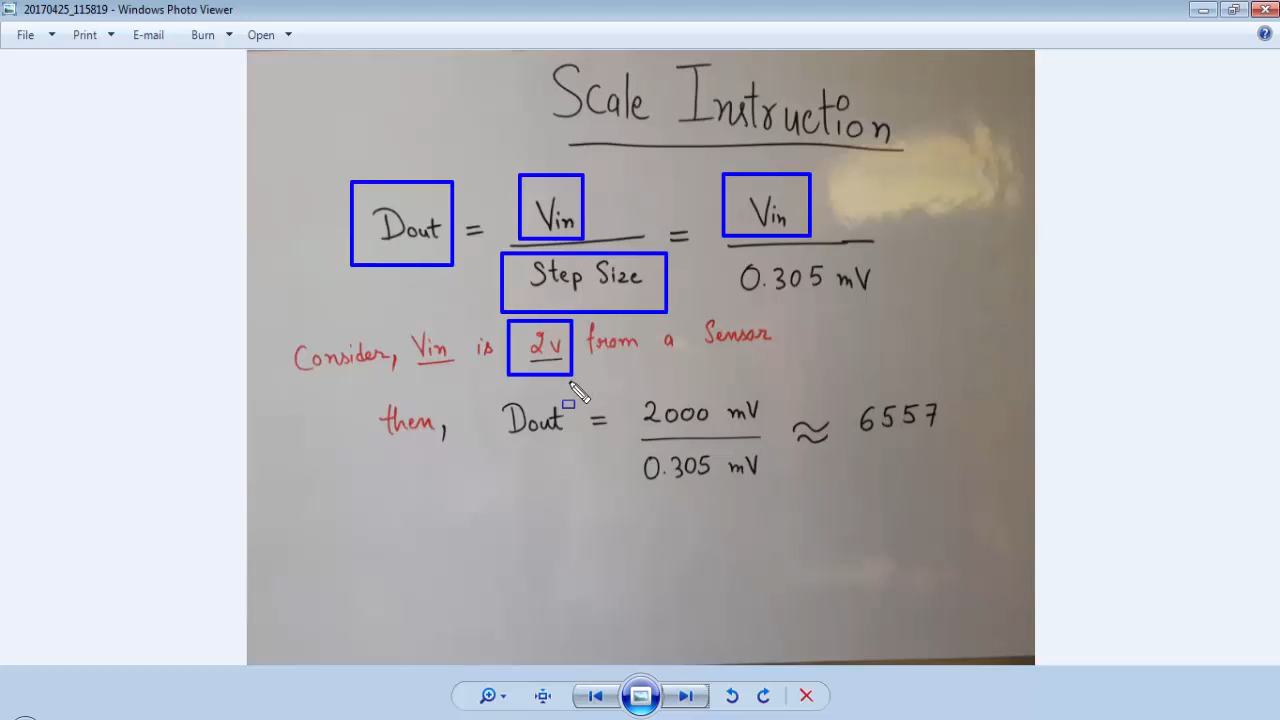 20170425_115819 - Windows Photo Viewer
File Print E-mail Burn Open
Scale Instruction
Dout = Vin / Step Size = Vin / 0.305 mV
Consider, Vin is 2v from a Sensor
then, Dout = 2000 mV / 0.305 mV ≈ 6557